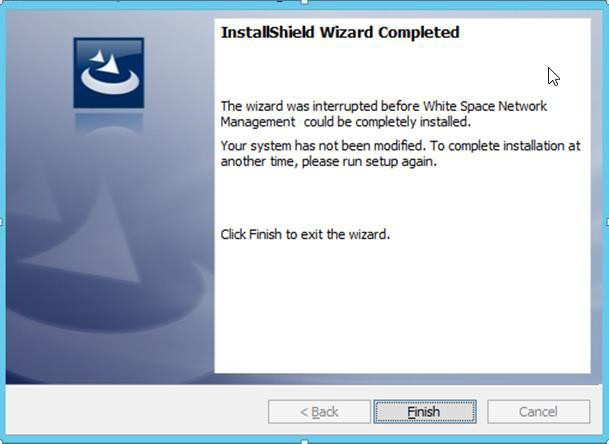 InstallShield Wizard Completed
The wizard was interrupted before White Space Network
Management  could be completely installed.
Your system has not been modified. To complete installation at
another time, please run setup again.
Click Finish to exit the wizard.
< Back
Finish
Cancel